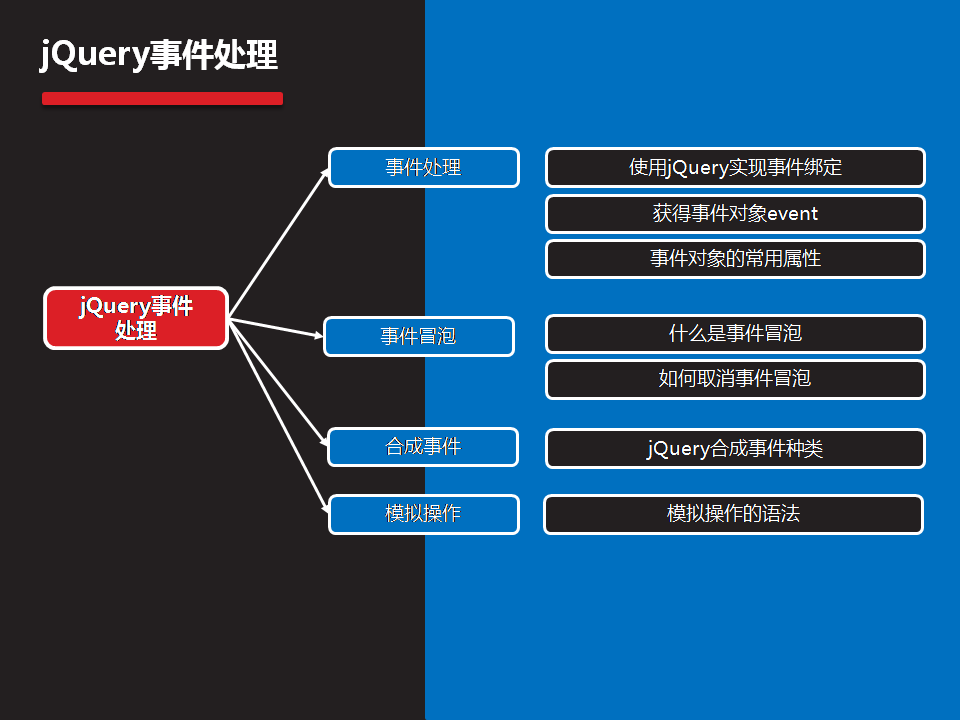 jQuery事件处理
事件处理
使用jQuery实现事件绑定
获得事件对象event
事件对象的常用属性
jQuery事件
处理
事件冒泡
什么是事件冒泡
如何取消事件冒泡
合成事件
jQuery合成事件种类
模拟操作
模拟操作的语法